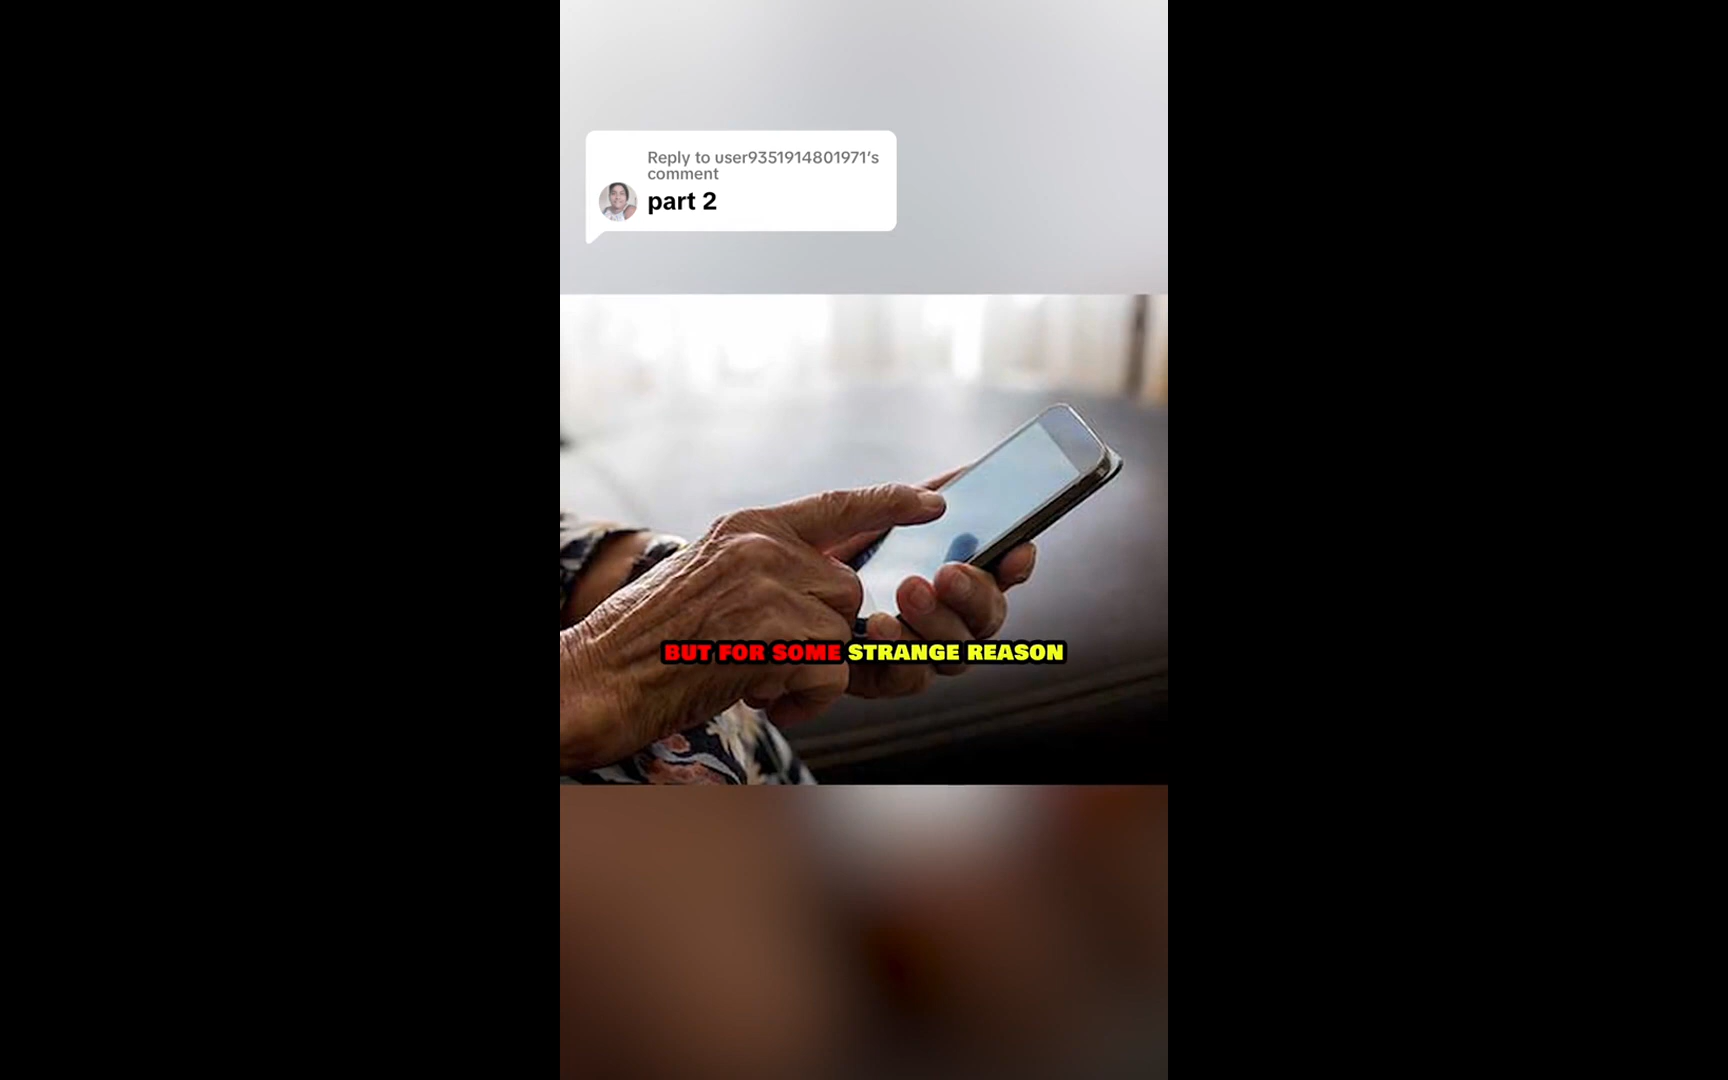 Reply to user9351914801971's
comment
part 2
BUT FOR SOME STRANGE REASON